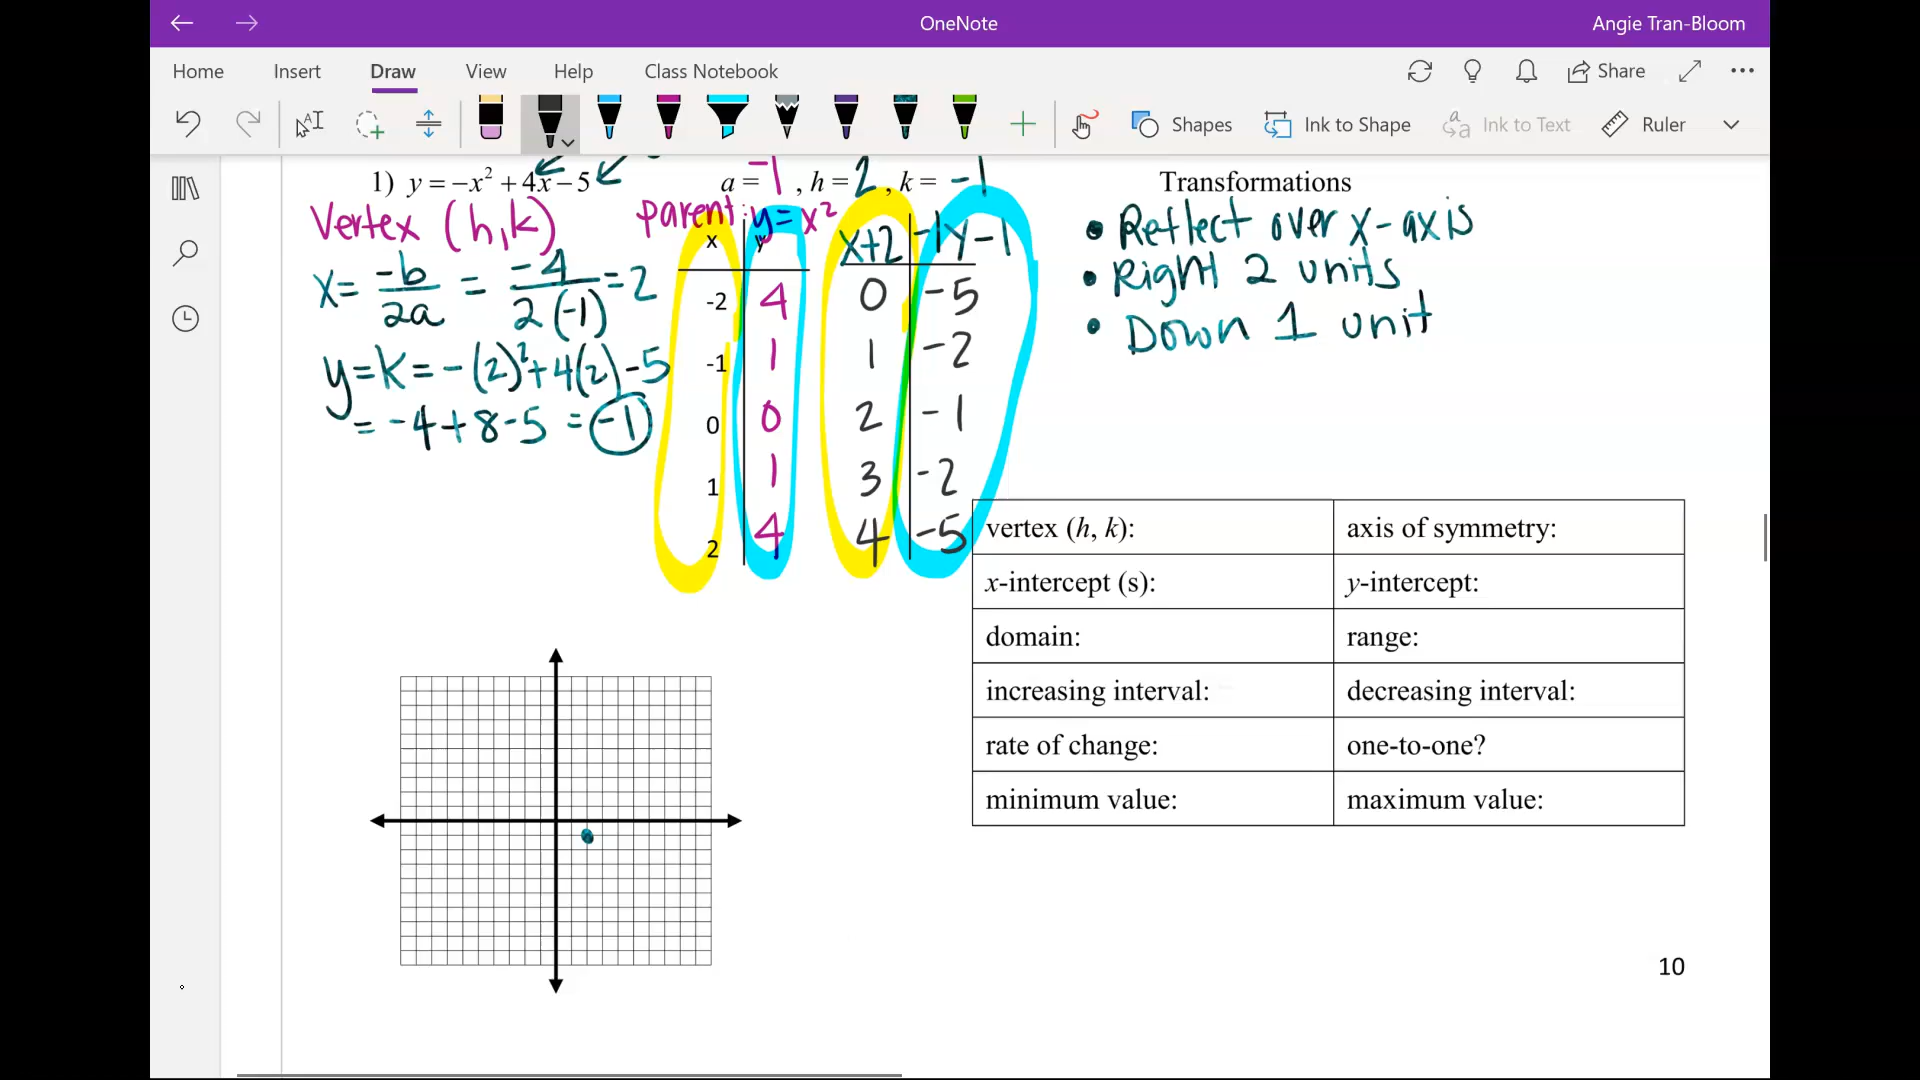 OneNote
Angie Tran-Bloom
Home Insert Draw View Help Class Notebook Share
Shapes Ink to Shape Ink to Text Ruler
1) y = −x² + 4x − 5 a = -1 , h = 2 , k = -1 Transformations
Vertex (h,k)
x = -b/2a = -4/2(-1) = 2
y = k = -(2)² + 4(2) - 5
= -4 + 8 - 5 = -1
parent: y = x²
x y
-2 4
-1 1
0 0
1 1
2 4
x+2 -1y-1
0 -5
1 -2
2 -1
3 -2
4 -5
• Reflect over x-axis
• Right 2 units
• Down 1 unit
vertex (h, k): axis of symmetry:
x-intercept (s): y-intercept:
domain: range:
increasing interval: decreasing interval:
rate of change: one-to-one?
minimum value: maximum value:
10